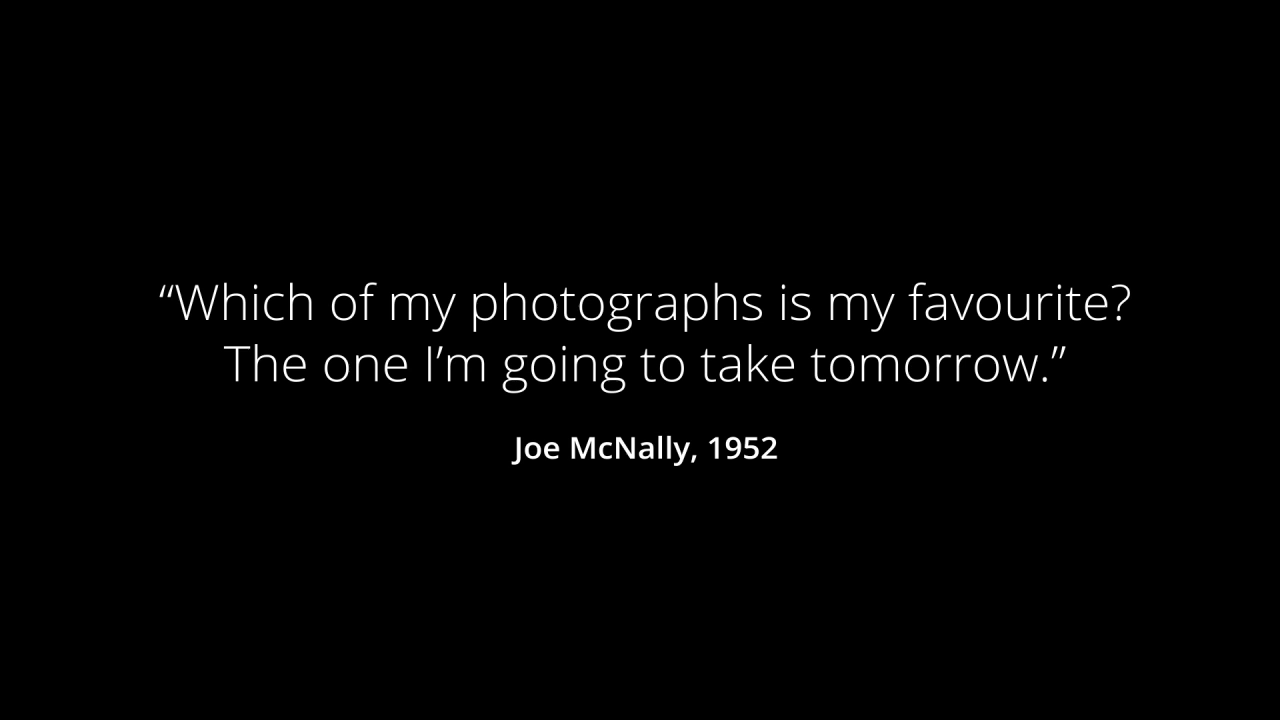 “Which of my photographs is my favourite?
The one I’m going to take tomorrow.”
Joe McNally, 1952